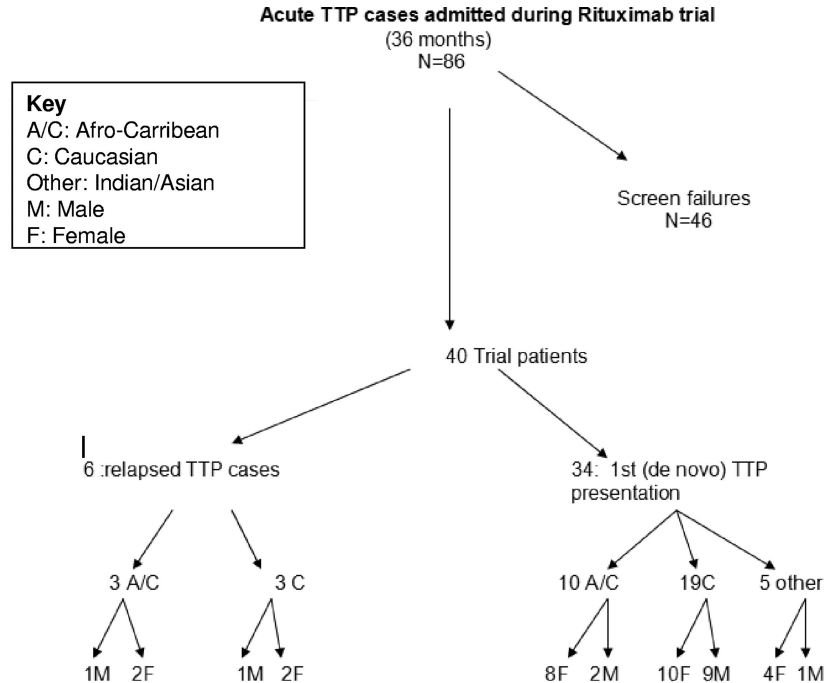 Acute TTP cases admitted during Rituximab trial
(36 months)
N=86
Key
A/C: Afro-Carribean
C: Caucasian
Other: Indian/Asian
M: Male
F: Female
Screen failures
N=46
40 Trial patients
6 :relapsed TTP cases
34: 1st (de novo) TTP
presentation
3 A/C
3 C
10 A/C
19C
5 other
1M 2F
1M 2F
8F 2M
10F 9M
4F 1M